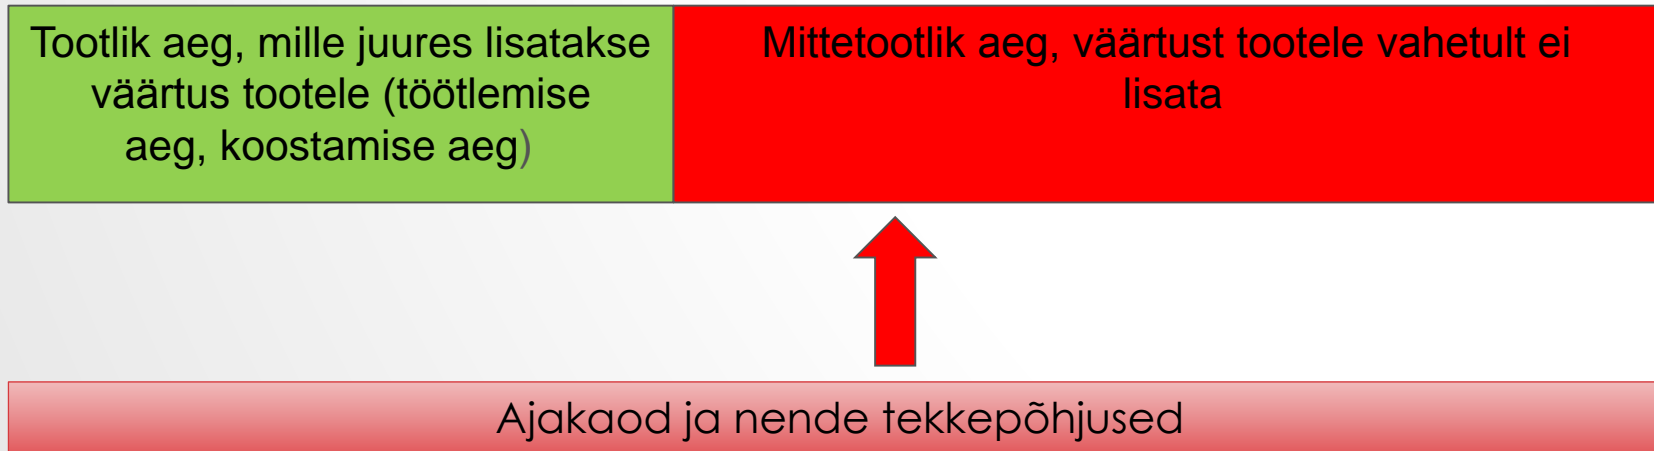 Tootlik aeg, mille juures lisatakse
väärtus tootele (töötlemise
aeg, koostamise aeg)
Mittetootlik aeg, väärtust tootele vahetult ei
lisata
Ajakaod ja nende tekkepõhjused